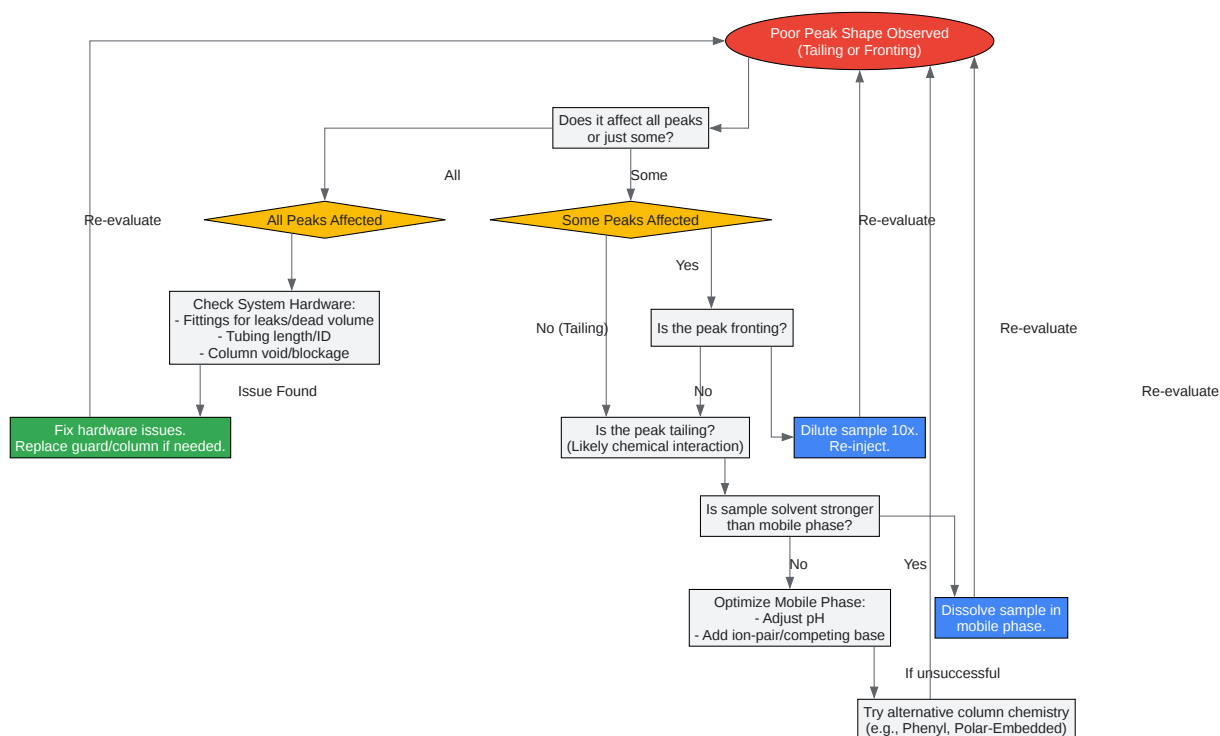 Poor Peak Shape Observed
(Tailing or Fronting)
Does it affect all peaks
or just some?
All
Some
Re-evaluate
All Peaks Affected
Some Peaks Affected
Re-evaluate
Yes
Check System Hardware:
- Fittings for leaks/dead volume
- Tubing length/ID
- Column void/blockage
No (Tailing)
Is the peak fronting?
Re-evaluate
Issue Found
No
Re-evaluate
Fix hardware issues.
Replace guard/column if needed.
Is the peak tailing?
(Likely chemical interaction)
Dilute sample 10x.
Re-inject.
Is sample solvent stronger
than mobile phase?
No
Yes
Optimize Mobile Phase:
- Adjust pH
- Add ion-pair/competing base
Dissolve sample in
mobile phase.
If unsuccessful
Try alternative column chemistry
(e.g., Phenyl, Polar-Embedded)